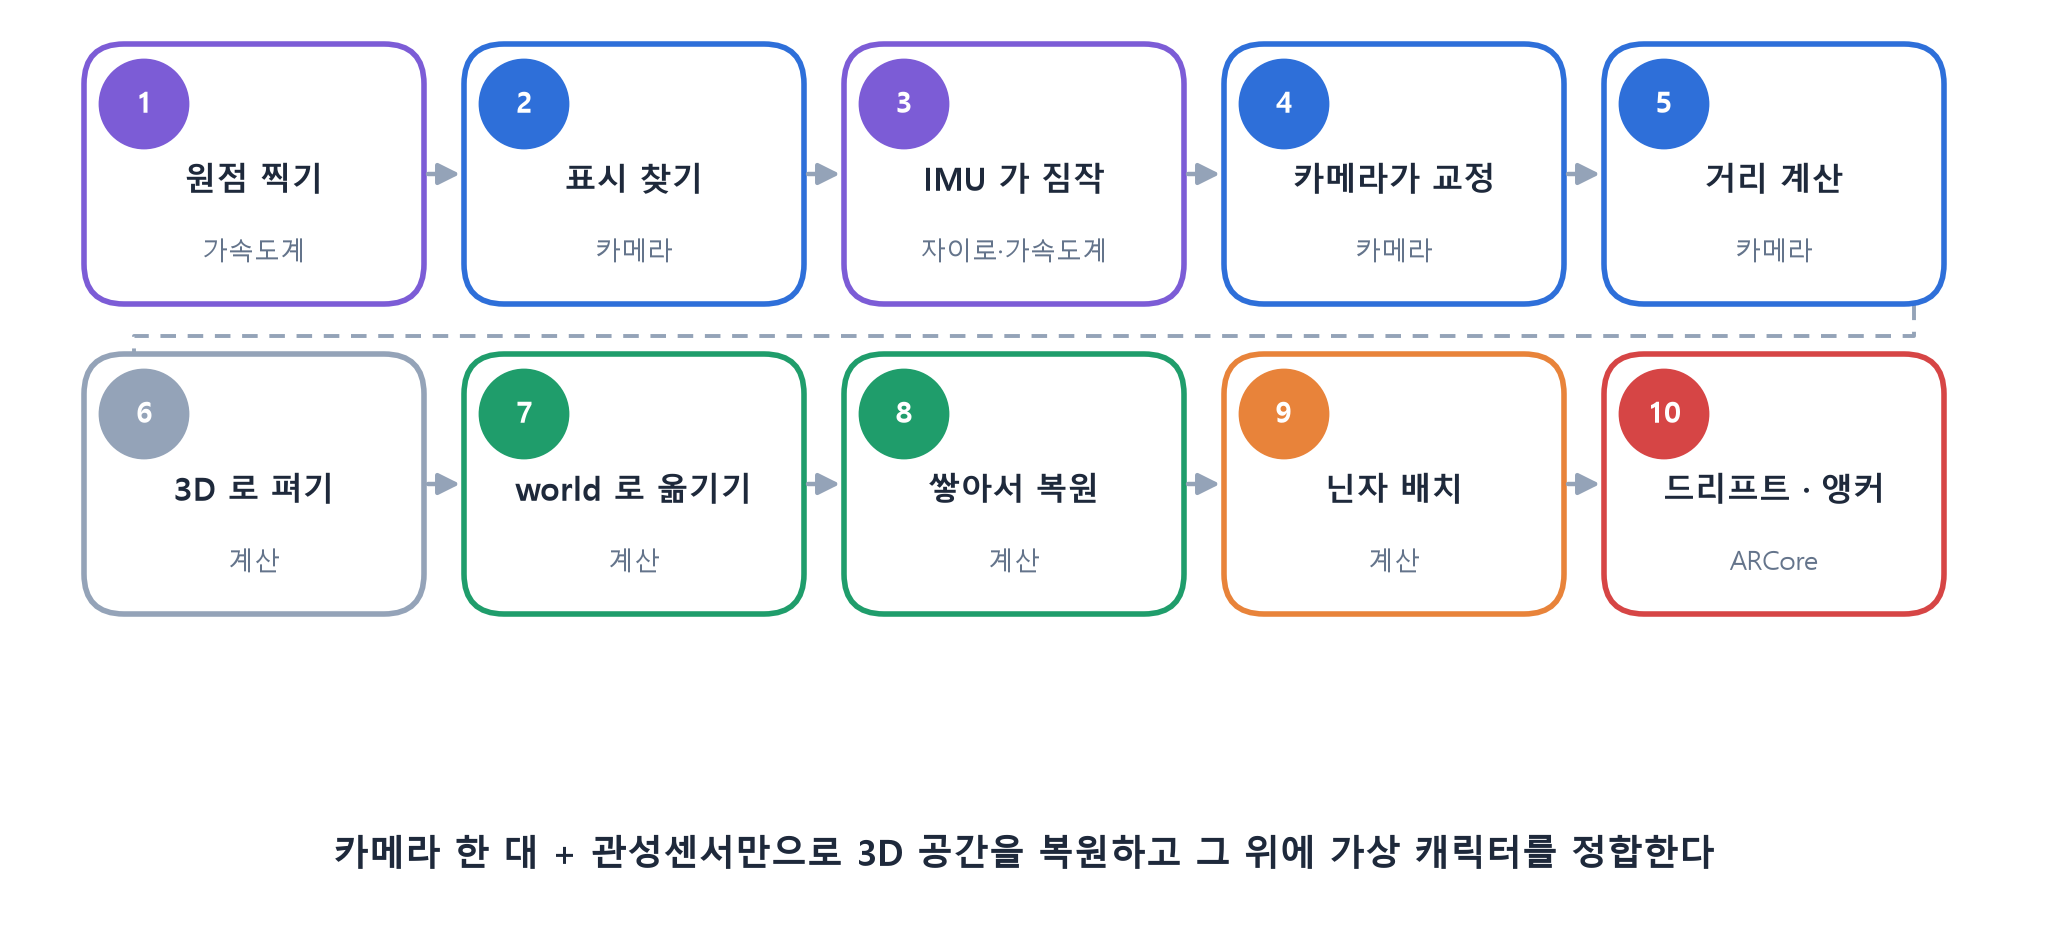 1
원점 찍기
가속도계
2
표시 찾기
카메라
3
IMU 가 짐작
자이로·가속도계
4
카메라가 교정
카메라
5
거리 계산
카메라
6
3D 로 펴기
계산
7
world 로 옮기기
계산
8
쌓아서 복원
계산
9
닌자 배치
계산
10
드리프트 · 앵커
ARCore
카메라 한 대 + 관성센서만으로 3D 공간을 복원하고 그 위에 가상 캐릭터를 정합한다